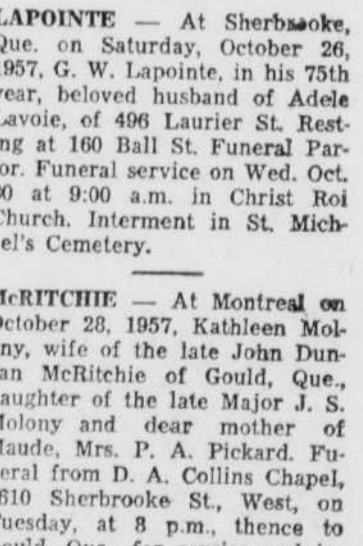 LAPOINTE — At Sherbrooke,
Que. on Saturday, October 26,
1957, G. W. Lapointe, in his 75th
year, beloved husband of Adele
Lavoie, of 496 Laurier St. Rest-
ng at 160 Ball St. Funeral Par-
or. Funeral service on Wed. Oct.
30 at 9:00 a.m. in Christ Roi
Church. Interment in St. Mich-
el's Cemetery.
McRITCHIE — At Montreal on
October 28, 1957, Kathleen Mol-
ny, wife of the late John Dun-
an McRitchie of Gould, Que.,
daughter of the late Major J. S.
Molony and dear mother of
Maude, Mrs. P. A. Pickard. Fu-
eral from D. A. Collins Chapel,
610 Sherbrooke St., West, on
Tuesday, at 8 p.m., thence to